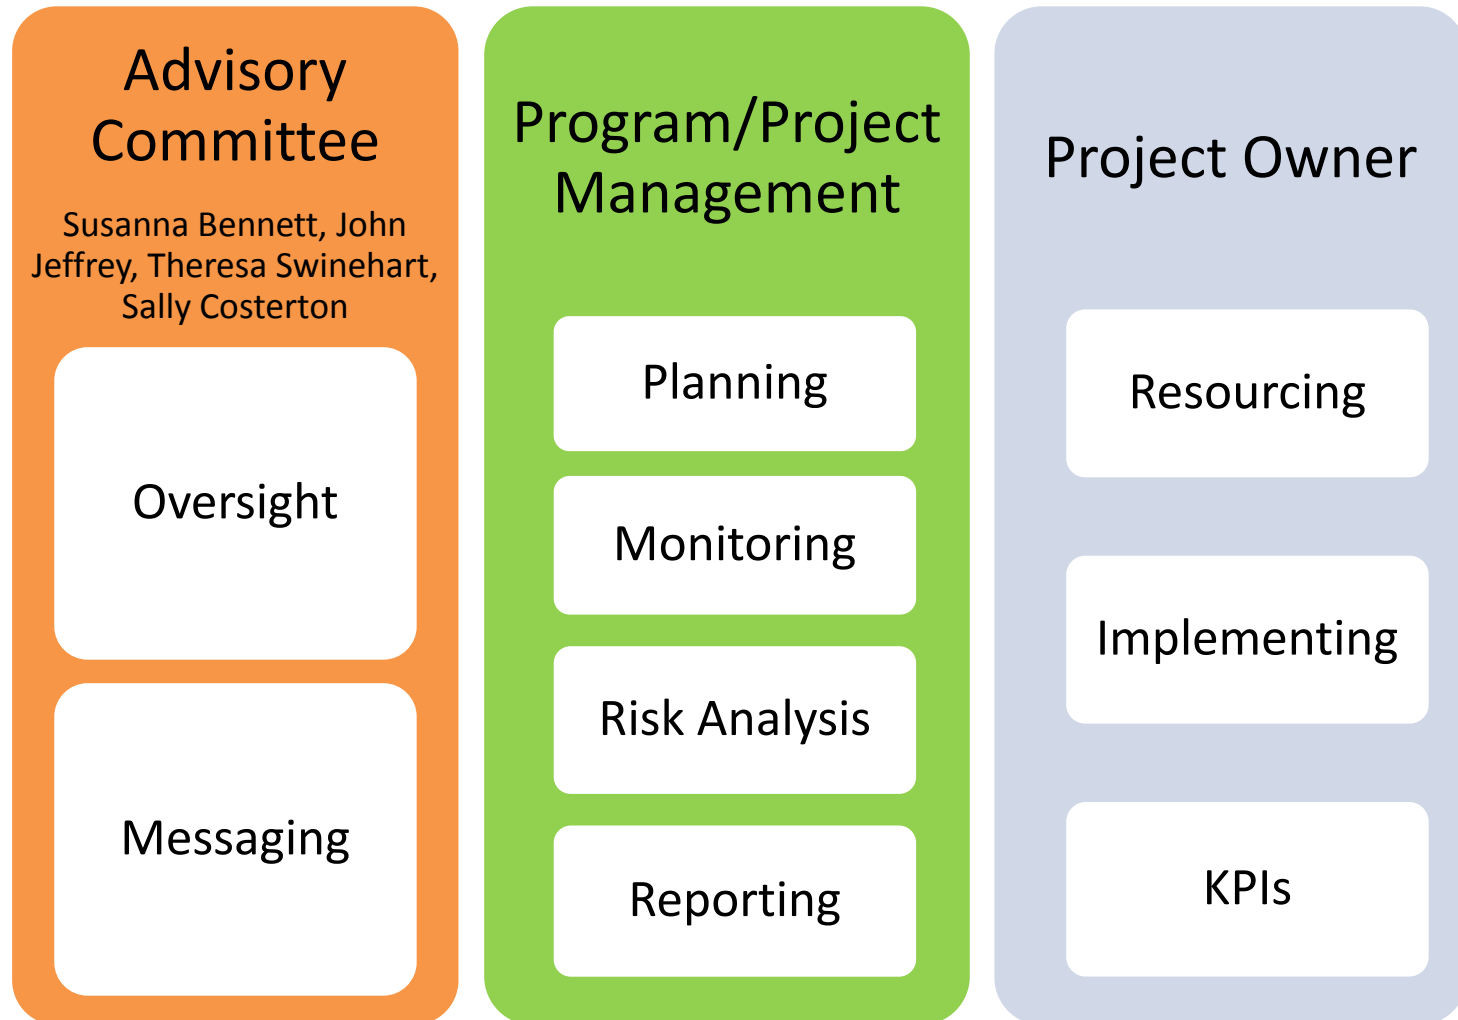 Advisory
Committee
Susanna Bennett, John
Jeffrey, Theresa Swinehart,
Sally Costerton
Oversight
Messaging
Program/Project
Management
Planning
Monitoring
Risk Analysis
Reporting
Project Owner
Resourcing
Implementing
KPIs